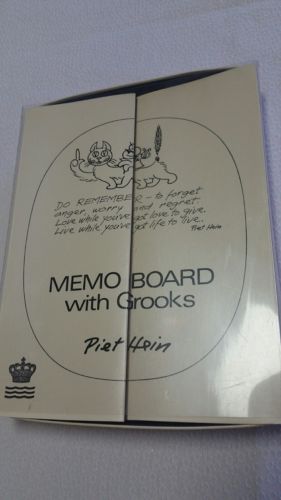 DO REMEMBER - to forget
anger, worry and regret.
Love while you've got love to give.
Live while you've got life to live.
Piet Hein
MEMO BOARD
with Grooks
Piet Hein